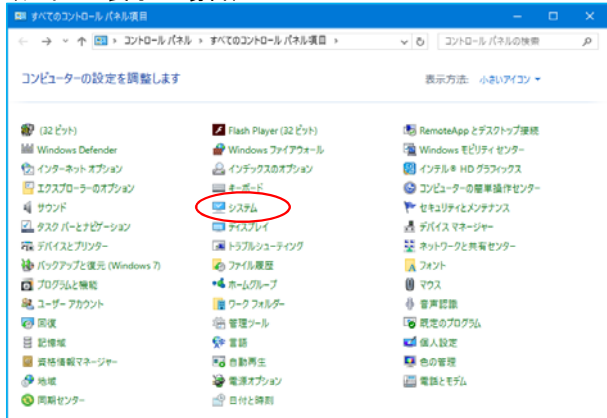 すべてのコントロール パネル項目
コントロール パネル › すべてのコントロール パネル項目 ›
コントロール パネルの検索
コンピューターの設定を調整します
表示方法: 小さいアイコン
(32 ビット)
Flash Player (32 ビット)
RemoteApp とデスクトップ接続
Windows Defender
Windows ファイアウォール
Windows モビリティ センター
インターネット オプション
インデックスのオプション
インテル® HD グラフィックス
エクスプローラーのオプション
キーボード
コンピューターの簡単操作センター
サウンド
システム
セキュリティとメンテナンス
タスク バーとナビゲーション
ディスプレイ
デバイス マネージャー
デバイスとプリンター
トラブルシューティング
ネットワークと共有センター
バックアップと復元 (Windows 7)
ファイル履歴
フォント
プログラムと機能
ホームグループ
マウス
ユーザー アカウント
ワーク フォルダー
音声認識
回復
管理ツール
既定のプログラム
記憶域
言語
個人設定
資格情報マネージャー
自動再生
色の管理
地域
電源オプション
電話とモデム
同期センター
日付と時刻